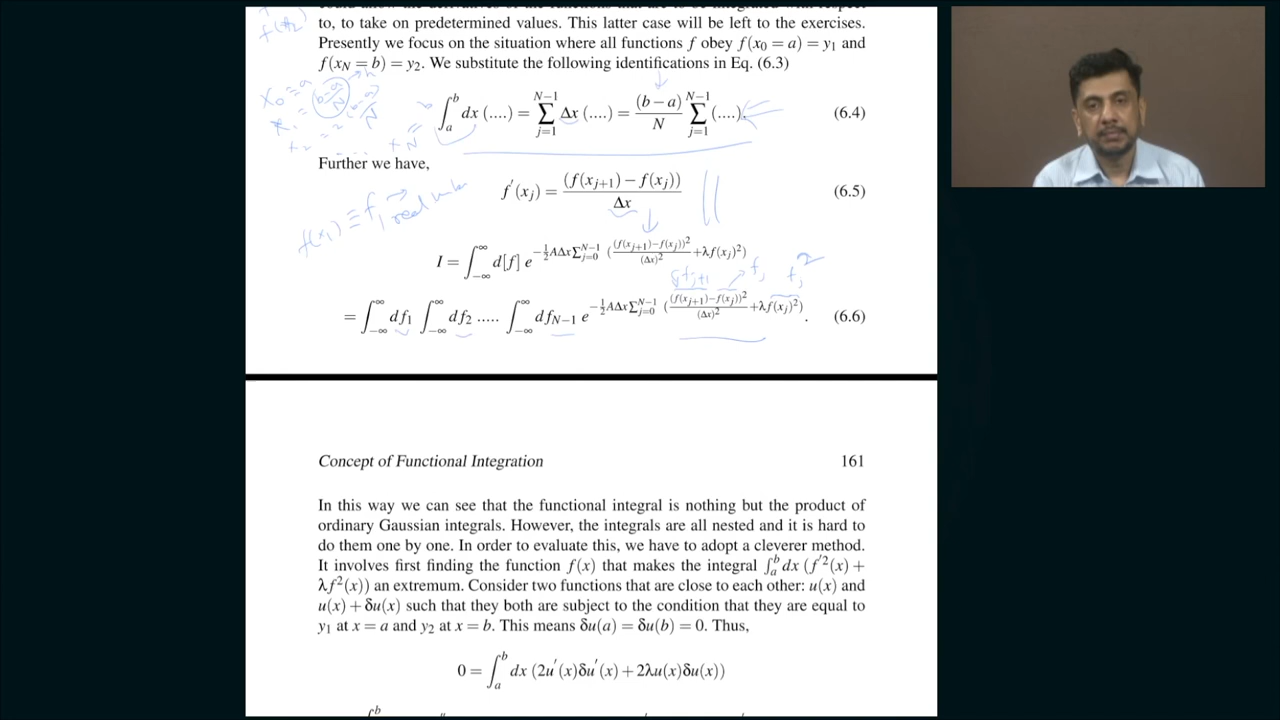 to, to take on predetermined values. This latter case will be left to the exercises.
Presently we focus on the situation where all functions f obey f(x₀ = a) = y₁ and
f(x_N = b) = y₂. We substitute the following identifications in Eq. (6.3)
∫_a^b dx (....) = ∑_{j=1}^{N−1} Δx (....) = (b−a)/N ∑_{j=1}^{N−1} (....). (6.4)
Further we have,
f′(x_j) = (f(x_{j+1}) − f(x_j))/Δx (6.5)
f(x₁) ≡ f₁ →
I = ∫_{−∞}^{∞} d[f] e^{−½AΔx∑_{j=0}^{N−1} ((f(x_{j+1})−f(x_j))²/(Δx)² + λf(x_j)²)}
= ∫_{−∞}^{∞} df₁ ∫_{−∞}^{∞} df₂ ..... ∫_{−∞}^{∞} df_{N−1} e^{−½AΔx∑_{j=0}^{N−1} ((f(x_{j+1})−f(x_j))²/(Δx)² + λf(x_j)²)}. (6.6)
Concept of Functional Integration 161
In this way we can see that the functional integral is nothing but the product of
ordinary Gaussian integrals. However, the integrals are all nested and it is hard to
do them one by one. In order to evaluate this, we have to adopt a cleverer method.
It involves first finding the function f(x) that makes the integral ∫_a^b dx (f′²(x) +
λf²(x)) an extremum. Consider two functions that are close to each other: u(x) and
u(x) + δu(x) such that they both are subject to the condition that they are equal to
y₁ at x = a and y₂ at x = b. This means δu(a) = δu(b) = 0. Thus,
0 = ∫_a^b dx (2u′(x)δu′(x) + 2λu(x)δu(x))